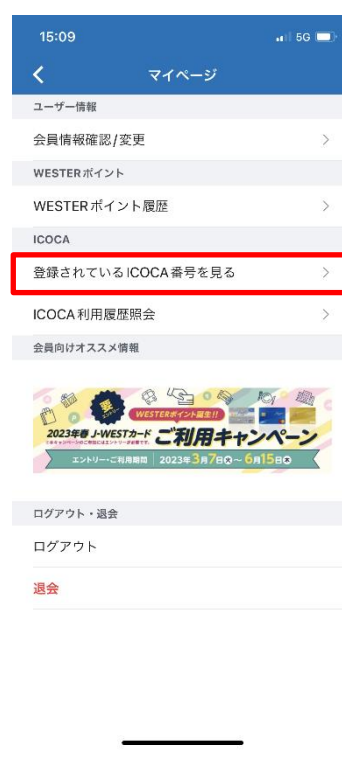 15:09
5G
マイページ
ユーザー情報
会員情報確認/変更
WESTERポイント
WESTERポイント履歴
ICOCA
登録されているICOCA番号を見る
ICOCA利用履歴照会
会員向けオススメ情報
要エントリー
WESTERポイント誕生!!
2023年春 J-WESTカード ご利用キャンペーン
エントリー・ご利用期間 2023年3月7日火~6月15日木
ログアウト・退会
ログアウト
退会